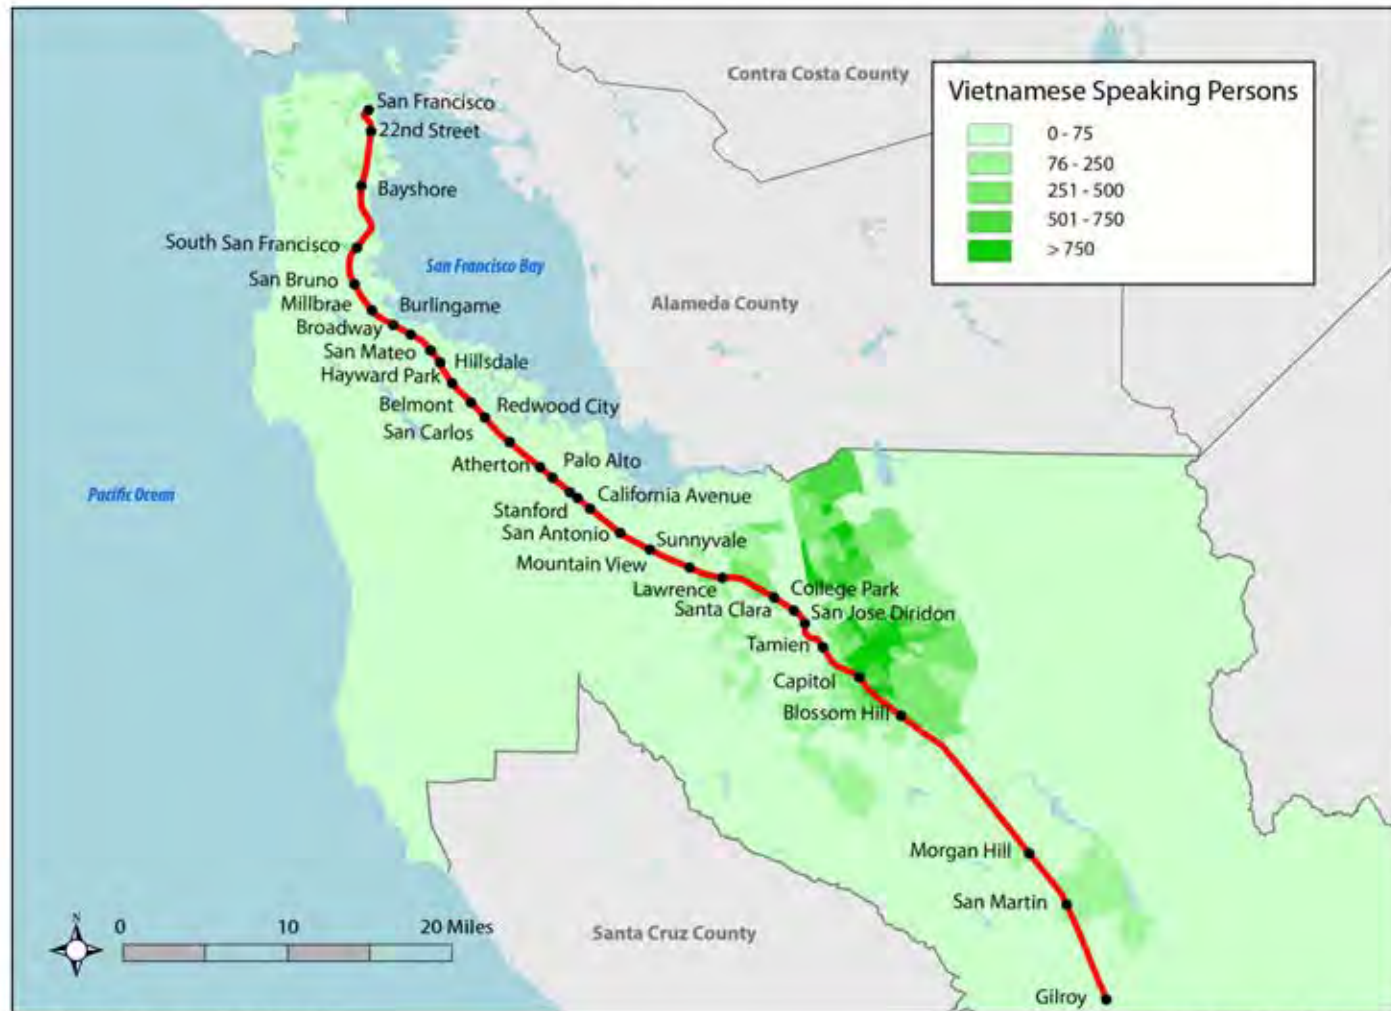 Contra Costa County
Vietnamese Speaking Persons
0 - 75
76 - 250
251 - 500
501 - 750
> 750
San Francisco
22nd Street
Bayshore
South San Francisco
San Francisco Bay
San Bruno
Millbrae
Burlingame
Alameda County
Broadway
San Mateo
Hillsdale
Hayward Park
Belmont
Redwood City
San Carlos
Atherton
Palo Alto
Pacific Ocean
California Avenue
Stanford
San Antonio
Sunnyvale
Mountain View
Lawrence
College Park
Santa Clara
San Jose Diridon
Tamien
Capitol
Blossom Hill
Morgan Hill
San Martin
Santa Cruz County
N
0 10 20 Miles
Gilroy